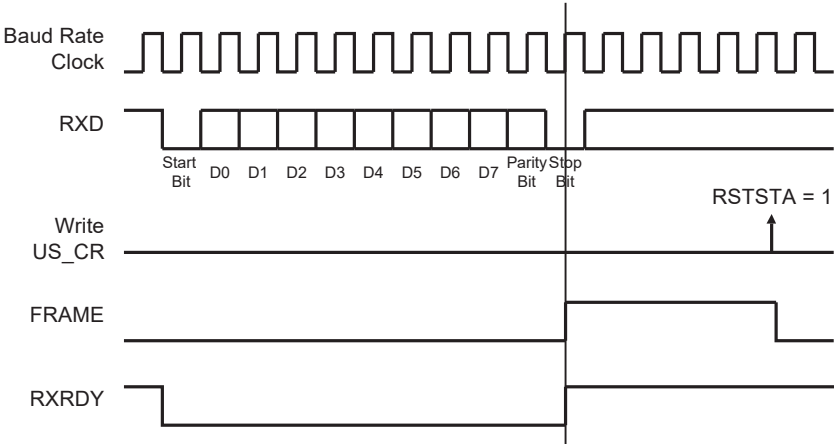 Baud Rate
Clock
RXD
Start
Bit
D0 D1 D2 D3 D4 D5 D6 D7
Parity
Bit
Stop
Bit
RSTSTA = 1
Write
US_CR
FRAME
RXRDY